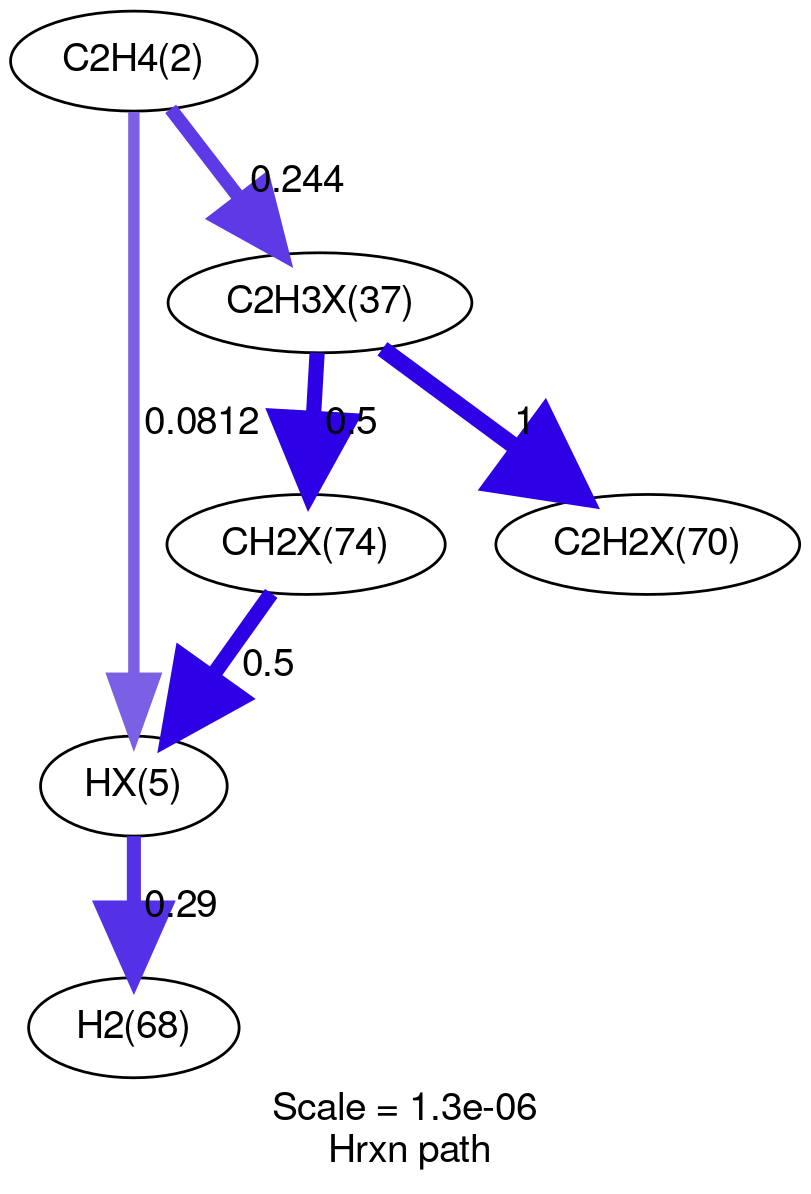 C2H4(2)
0.244
C2H3X(37)
0.0812
0.5
1
CH2X(74)
C2H2X(70)
0.5
HX(5)
0.29
H2(68)
Scale = 1.3e-06
Hrxn path